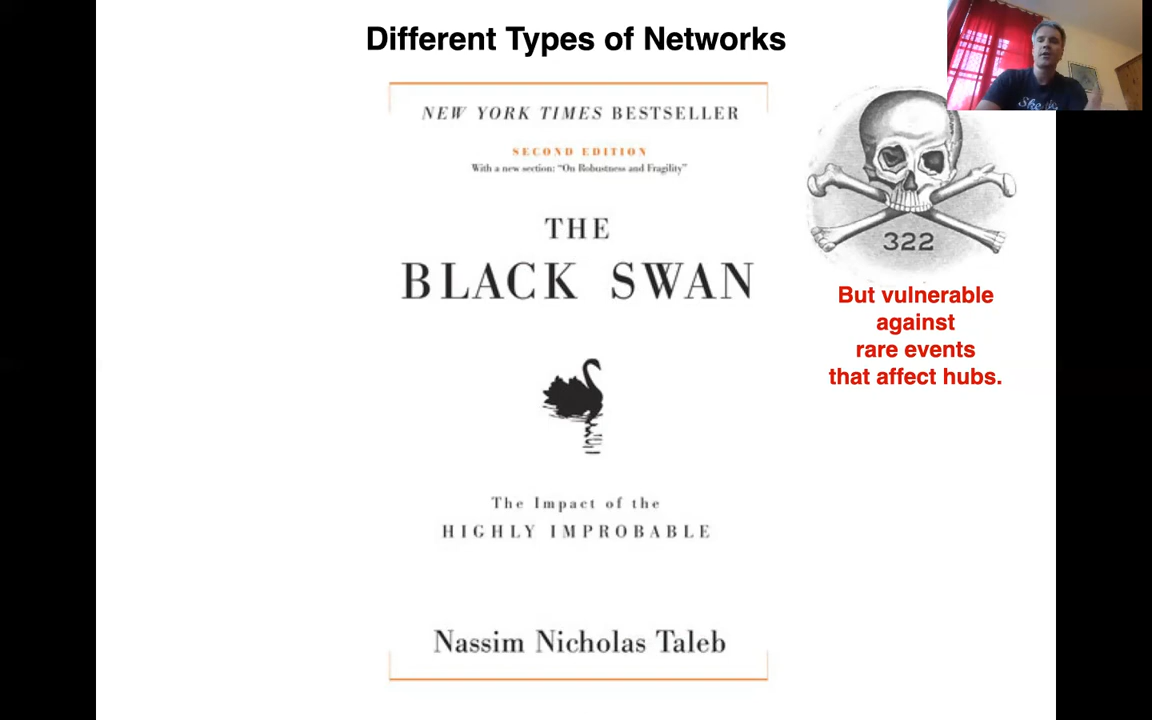 Different Types of Networks
NEW YORK TIMES BESTSELLER
SECOND EDITION
With a new section: “On Robustness and Fragility”
THE
BLACK SWAN
The Impact of the
HIGHLY IMPROBABLE
Nassim Nicholas Taleb
322
But vulnerable
against
rare events
that affect hubs.